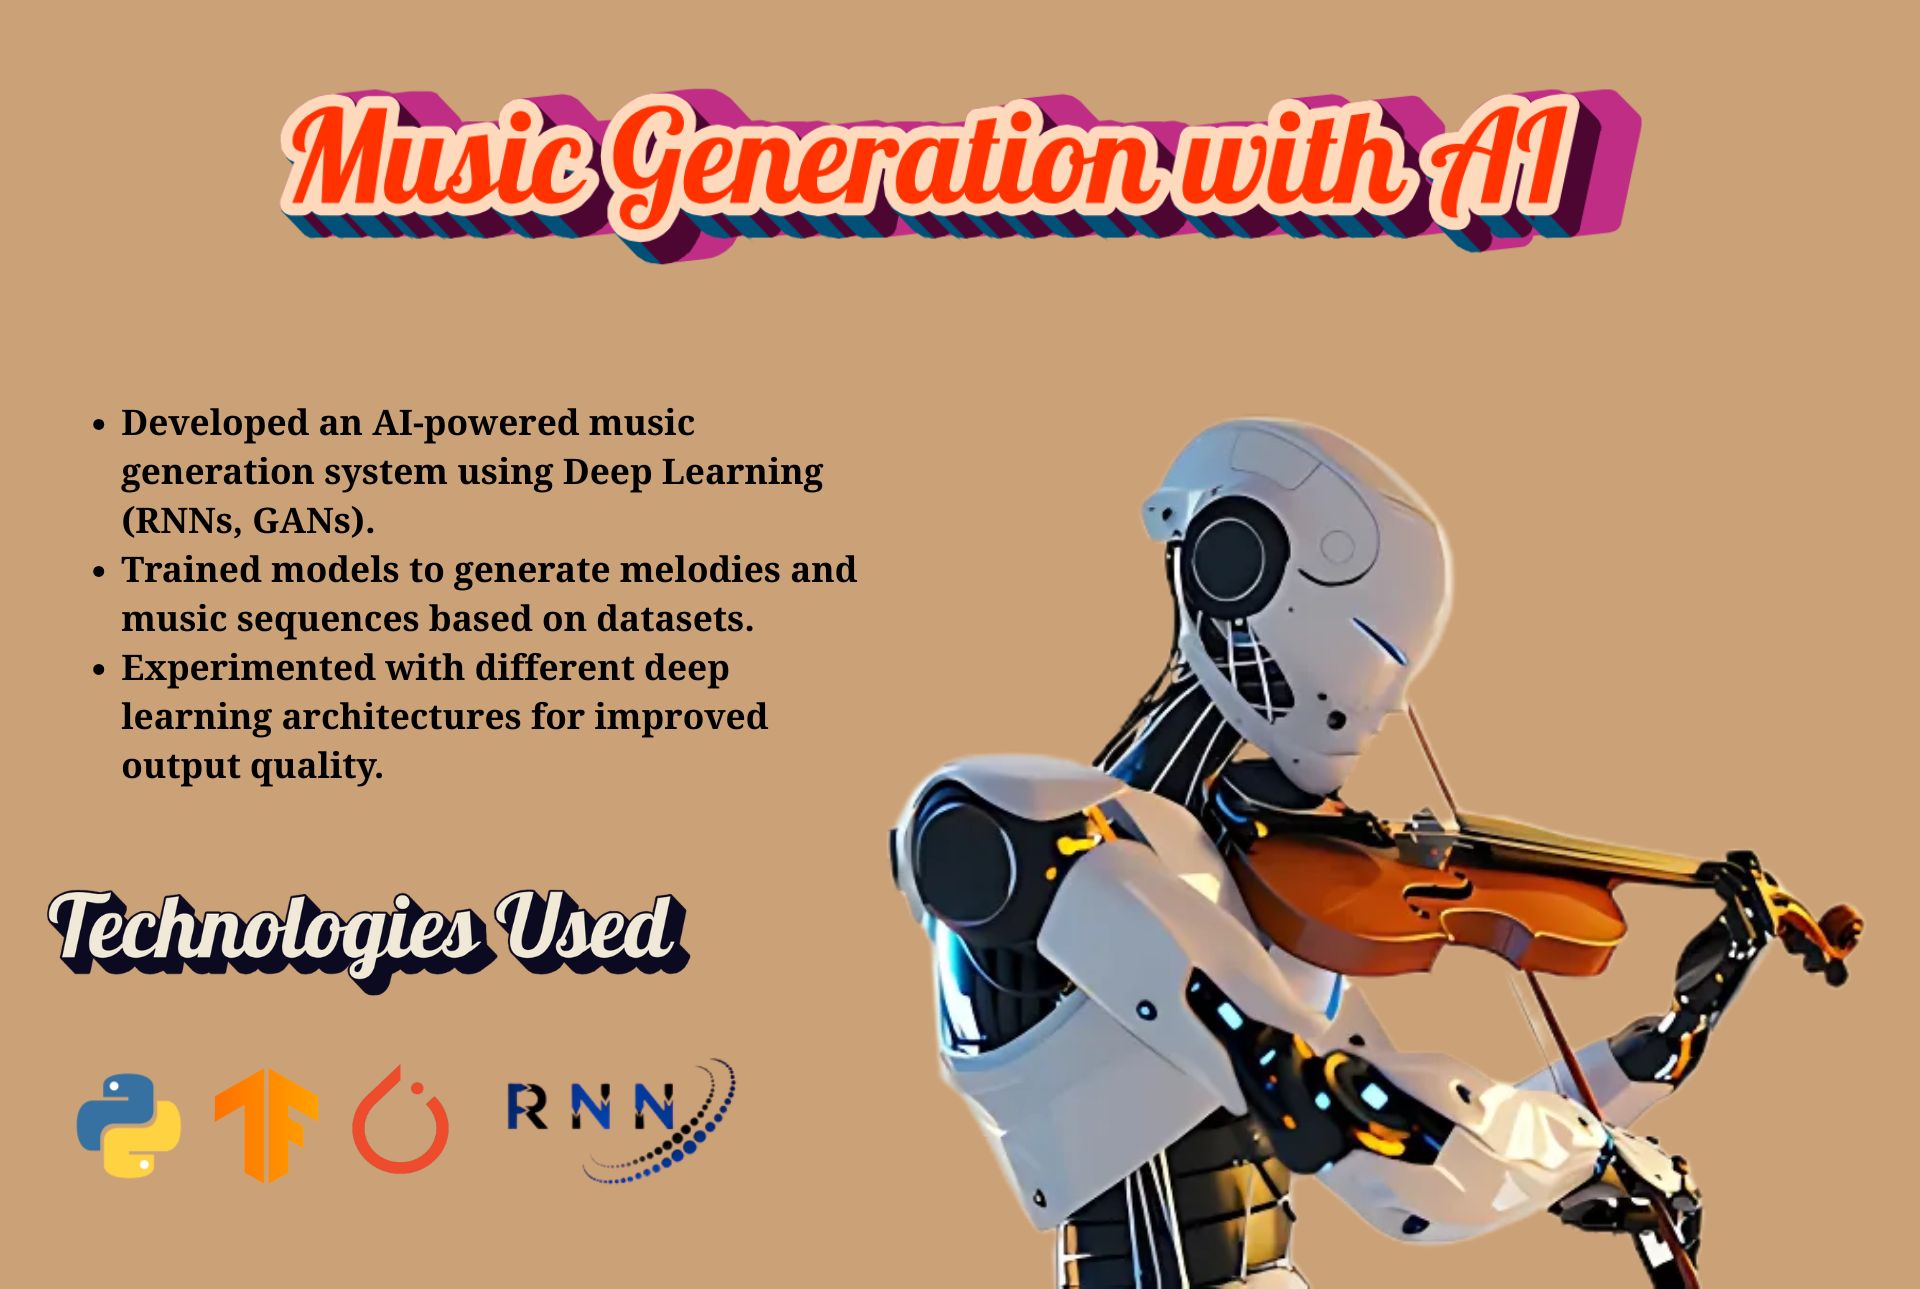 Music Generation with AI
• Developed an AI-powered music
generation system using Deep Learning
(RNNs, GANs).
• Trained models to generate melodies and
music sequences based on datasets.
• Experimented with different deep
learning architectures for improved
output quality.
Technologies Used
RNN